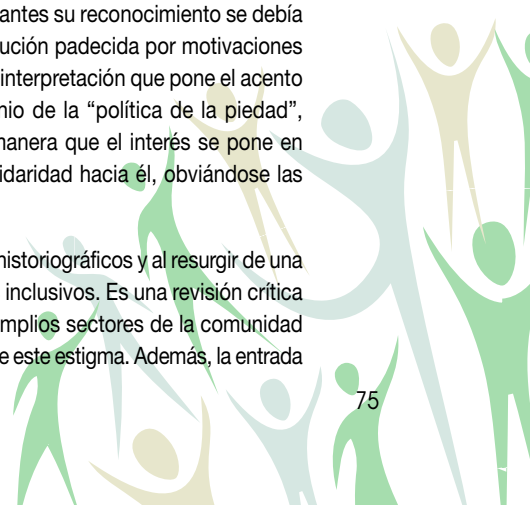 antes su reconocimiento se debía
ución padecida por motivaciones
interpretación que pone el acento
nio de la “política de la piedad”,
manera que el interés se pone en
idaridad hacia él, obviándose las
historiográficos y al resurgir de una
inclusivos. Es una revisión crítica
mplios sectores de la comunidad
e este estigma. Además, la entrada
75